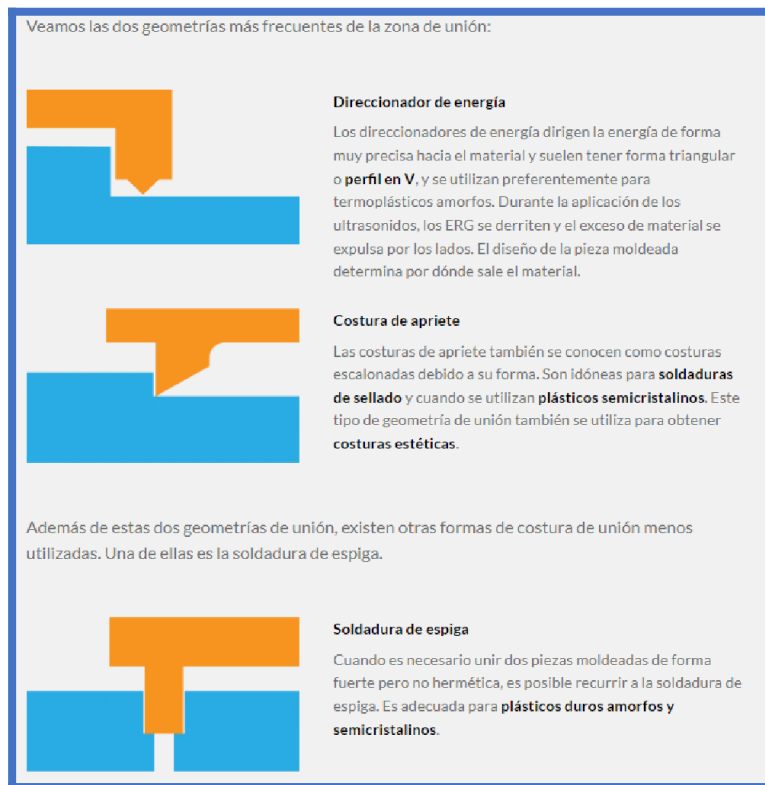 Veamos las dos geometrías más frecuentes de la zona de unión:
Direccionador de energía
Los direccionadores de energía dirigen la energía de forma
muy precisa hacia el material y suelen tener forma triangular
o perfil en V, y se utilizan preferentemente para
termoplásticos amorfos. Durante la aplicación de los
ultrasonidos, los ERG se derriten y el exceso de material se
expulsa por los lados. El diseño de la pieza moldeada
determina por dónde sale el material.
Costura de apriete
Las costuras de apriete también se conocen como costuras
escalonadas debido a su forma. Son idóneas para soldaduras
de sellado y cuando se utilizan plásticos semicristalinos. Este
tipo de geometría de unión también se utiliza para obtener
costuras estéticas.
Además de estas dos geometrías de unión, existen otras formas de costura de unión menos
utilizadas. Una de ellas es la soldadura de espiga.
Soldadura de espiga
Cuando es necesario unir dos piezas moldeadas de forma
fuerte pero no hermética, es posible recurrir a la soldadura de
espiga. Es adecuada para plásticos duros amorfos y
semicristalinos.